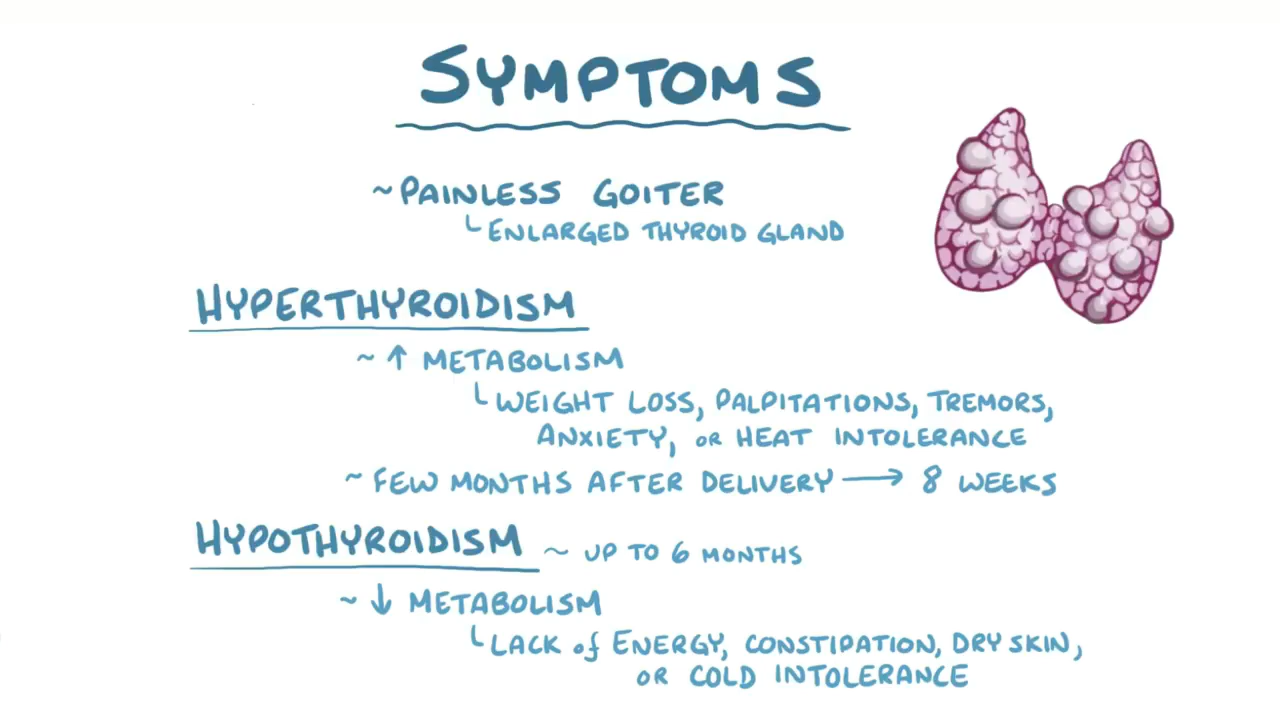 SYMPTOMS
~ PAINLESS GOITER
ENLARGED THYROID GLAND
HYPERTHYROIDISM
~ ↑ METABOLISM
WEIGHT LOSS, PALPITATIONS, TREMORS,
ANXIETY, OR HEAT INTOLERANCE
~ FEW MONTHS AFTER DELIVERY → 8 WEEKS
HYPOTHYROIDISM ~ UP TO 6 MONTHS
~ ↓ METABOLISM
LACK of ENERGY, CONSTIPATION, DRY SKIN,
OR COLD INTOLERANCE